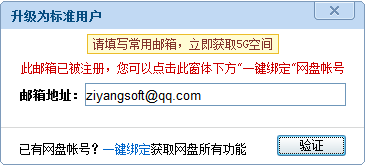 升级为标准用户
请填写常用邮箱，立即获取5G空间
此邮箱已被注册，您可以点击此窗体下方“一键绑定”网盘帐号
邮箱地址：ziyangsoft@qq.com
已有网盘帐号？一键绑定获取网盘所有功能 验证